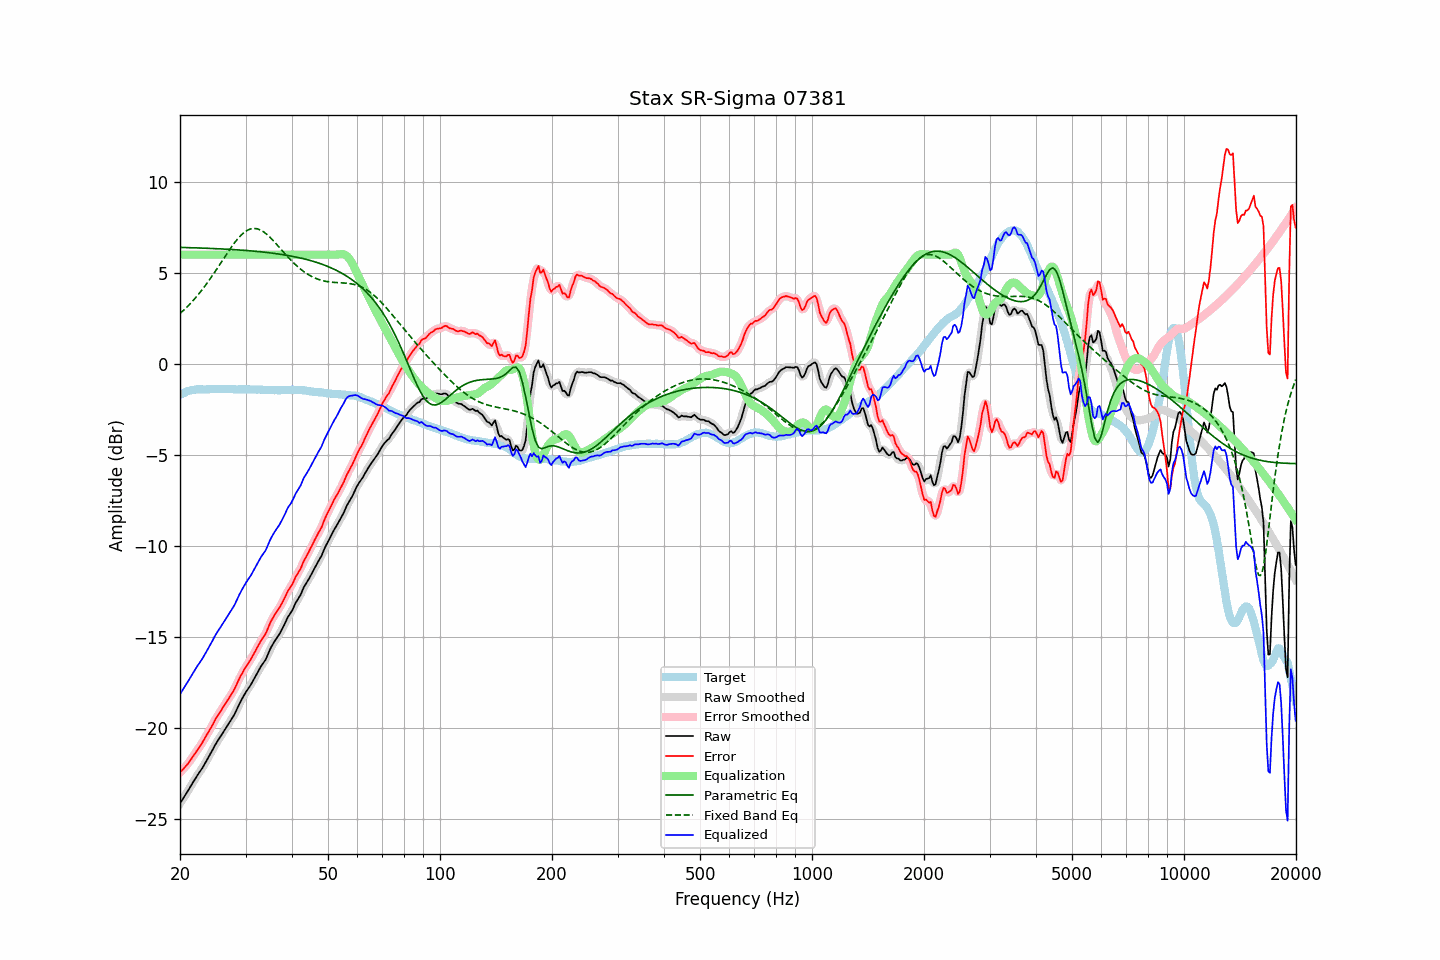 Stax SR-Sigma 07381
Amplitude (dBr)
10
5
0
−5
−10
−15
−20
−25
20
50
100
200
500
1000
2000
5000
10000
20000
Frequency (Hz)
Target
Raw Smoothed
Error Smoothed
Raw
Error
Equalization
Parametric Eq
Fixed Band Eq
Equalized